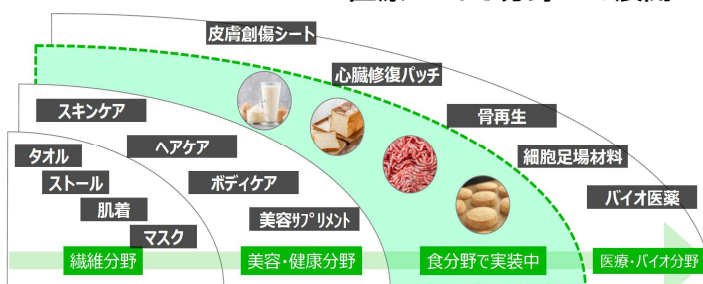 皮膚創傷シート
心臓修復パッチ
骨再生
細胞足場材料
バイオ医薬
スキンケア
ヘアケア
ボディケア
美容サプリメント
タオル
ストール
肌着
マスク
繊維分野
美容・健康分野
食分野で実装中
医療・バイオ分野